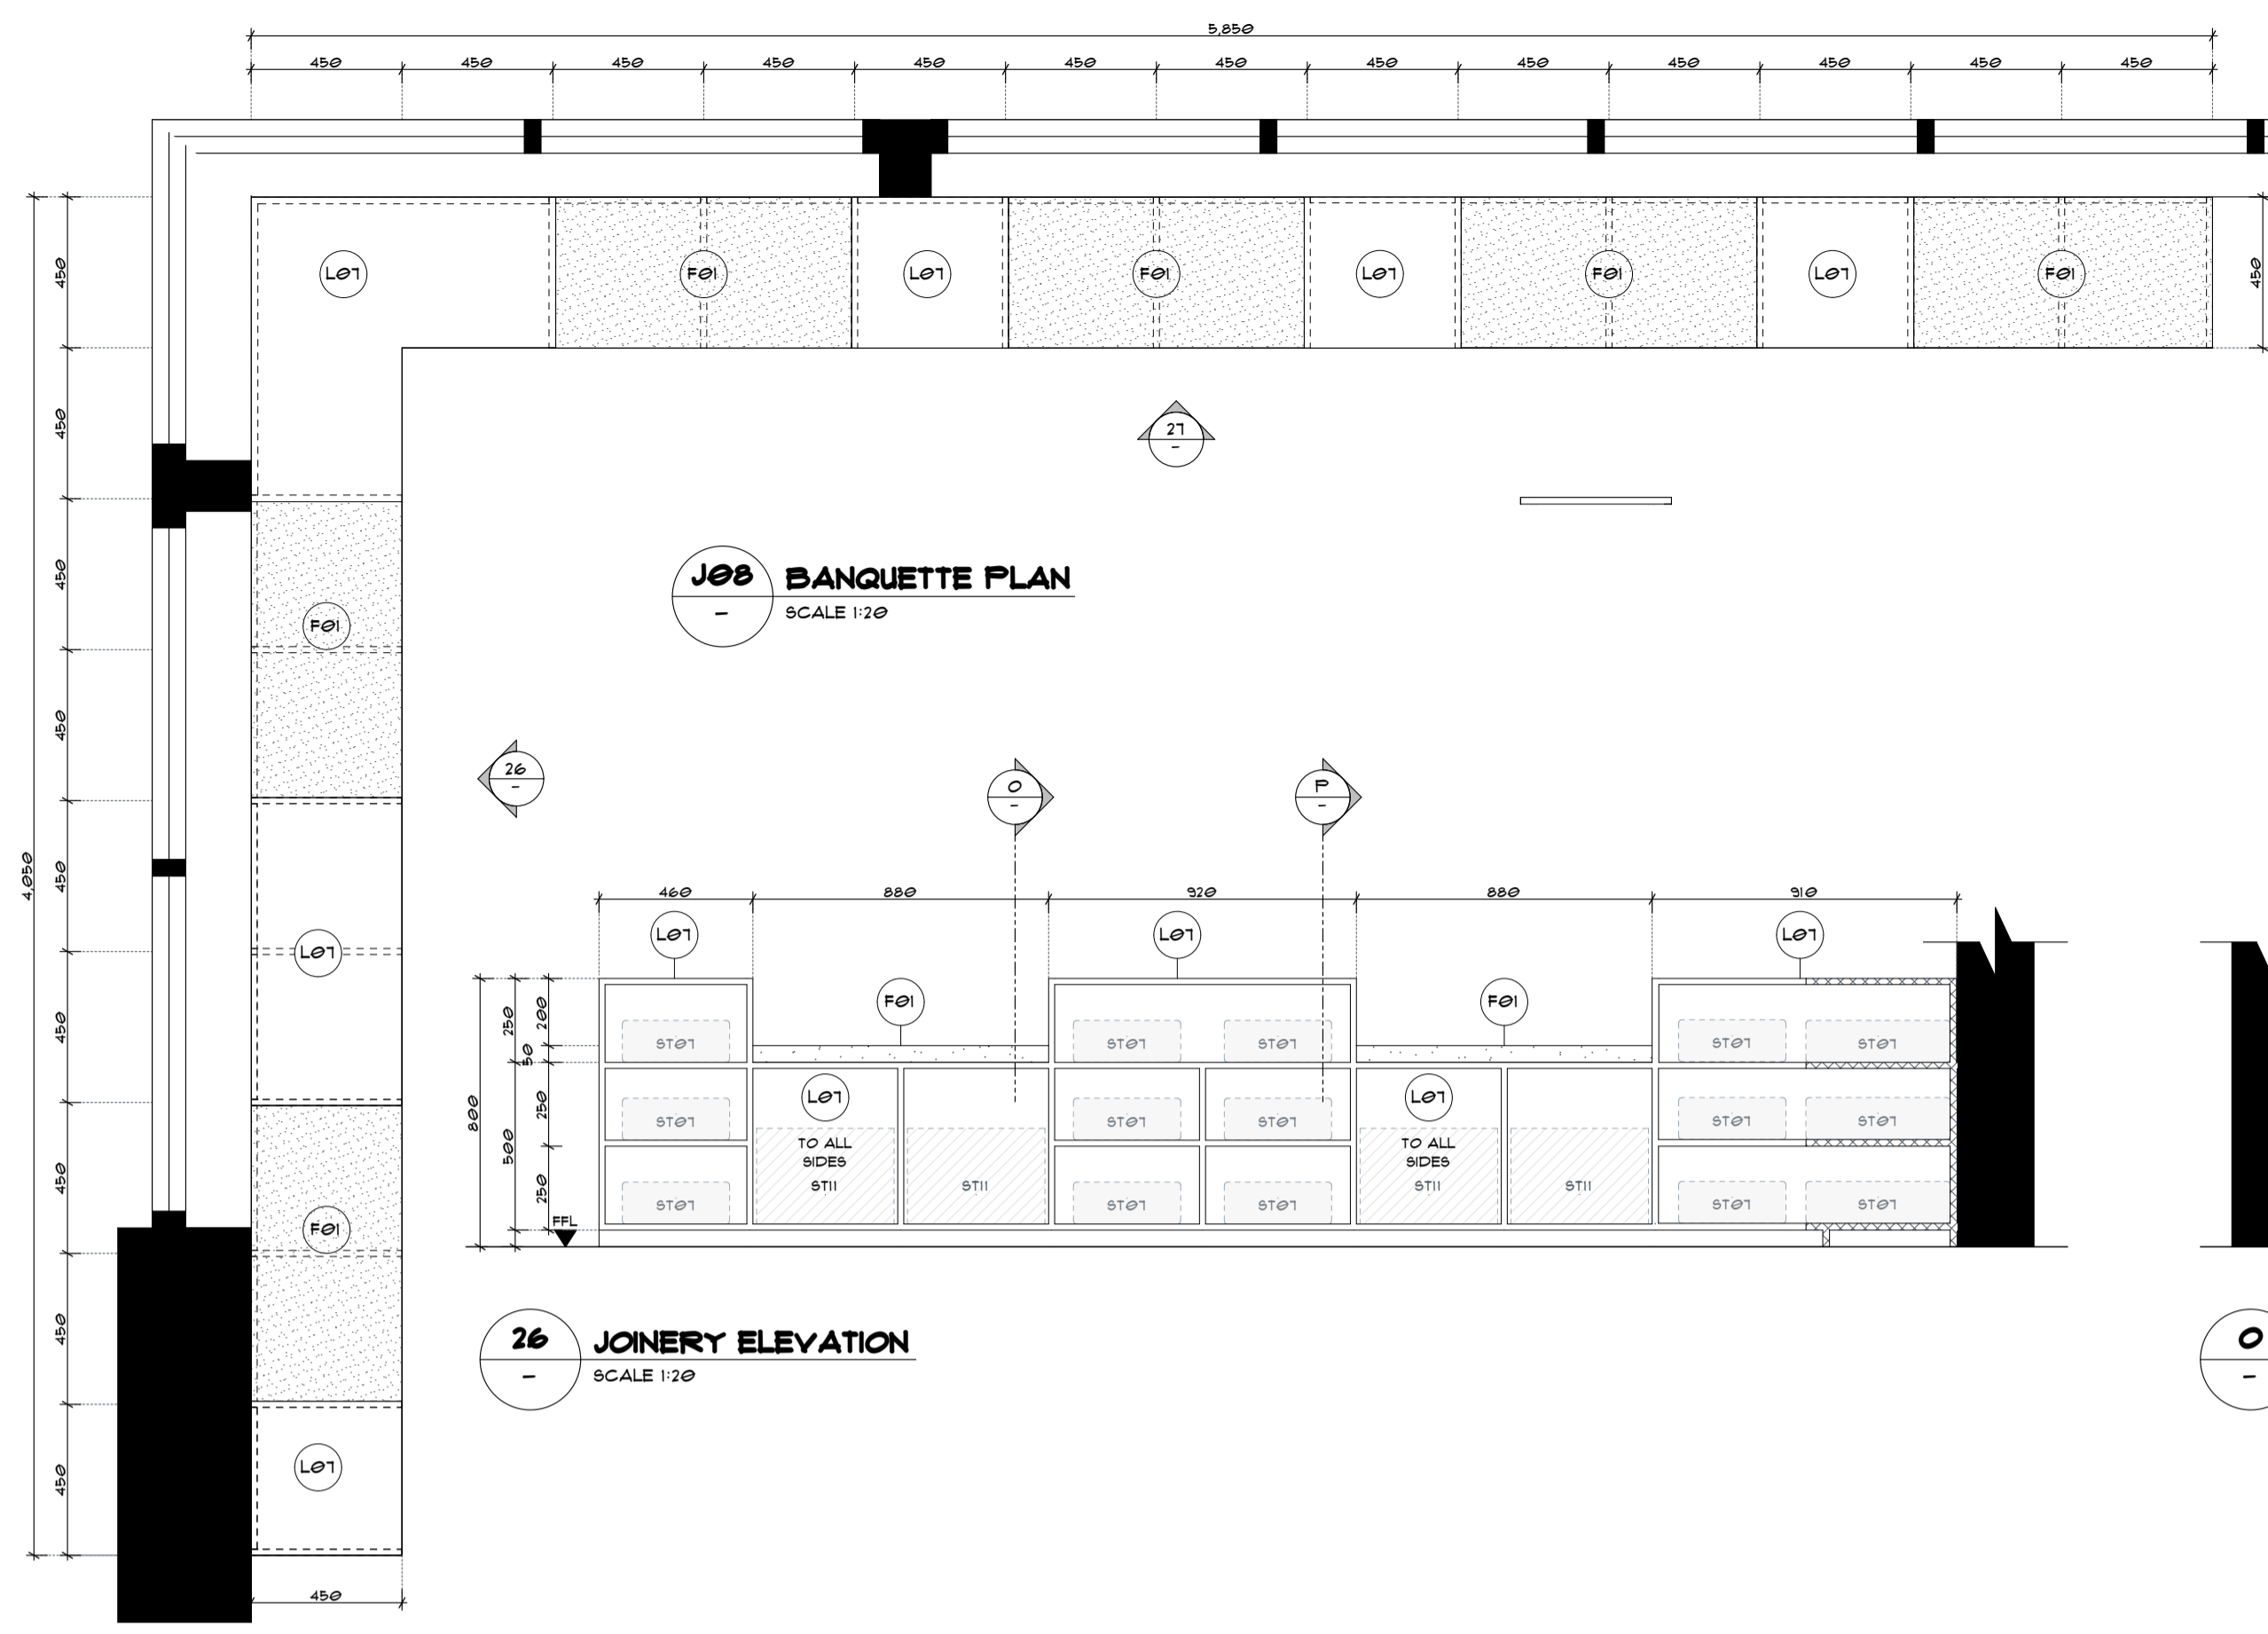 5,850
450 450 450 450 450 450 450 450 450 450 450 450 450
L07 F01 L07 F01 L07 F01 L07 F01
450
450
450
450
450
450
450
450
450
450
4,050
27
-
J08 BANQUETTE PLAN
- SCALE 1:20
F01
26
-
O
-
P
-
L07
F01
L07
450
460 880 920 880 910
L07 L07 L07
F01 F01
250 200
50
800 500 250 250
FFL
ST07 ST07 ST07 ST07 ST07
L07 L07
ST07 ST07 ST07 ST07 ST07
TO ALL
SIDES
ST11
ST11
TO ALL
SIDES
ST11
ST11
ST07 ST07 ST07 ST07 ST07
26 JOINERY ELEVATION
- SCALE 1:20
O
-